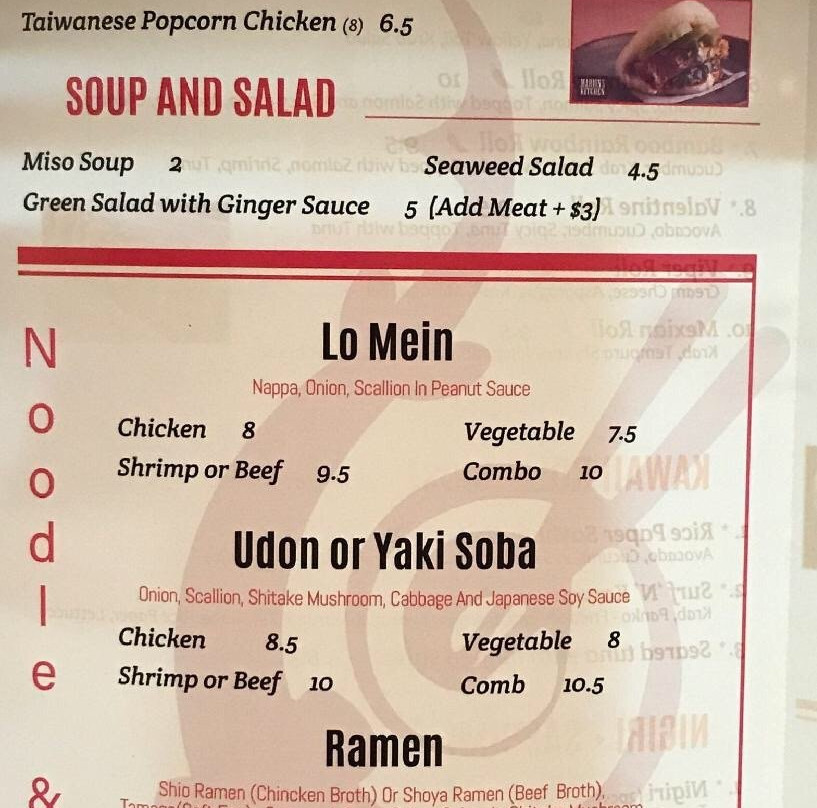 Taiwanese Popcorn Chicken (8) 6.5
SOUP AND SALAD
Miso Soup 2 Seaweed Salad 4.5
Green Salad with Ginger Sauce 5 (Add Meat + $3)
Noodle &
Lo Mein
Nappa, Onion, Scallion In Peanut Sauce
Chicken 8 Vegetable 7.5
Shrimp or Beef 9.5 Combo 10
Udon or Yaki Soba
Onion, Scallion, Shitake Mushroom, Cabbage And Japanese Soy Sauce
Chicken 8.5 Vegetable 8
Shrimp or Beef 10 Comb 10.5
Ramen
Shio Ramen (Chincken Broth) Or Shoya Ramen (Beef Broth),